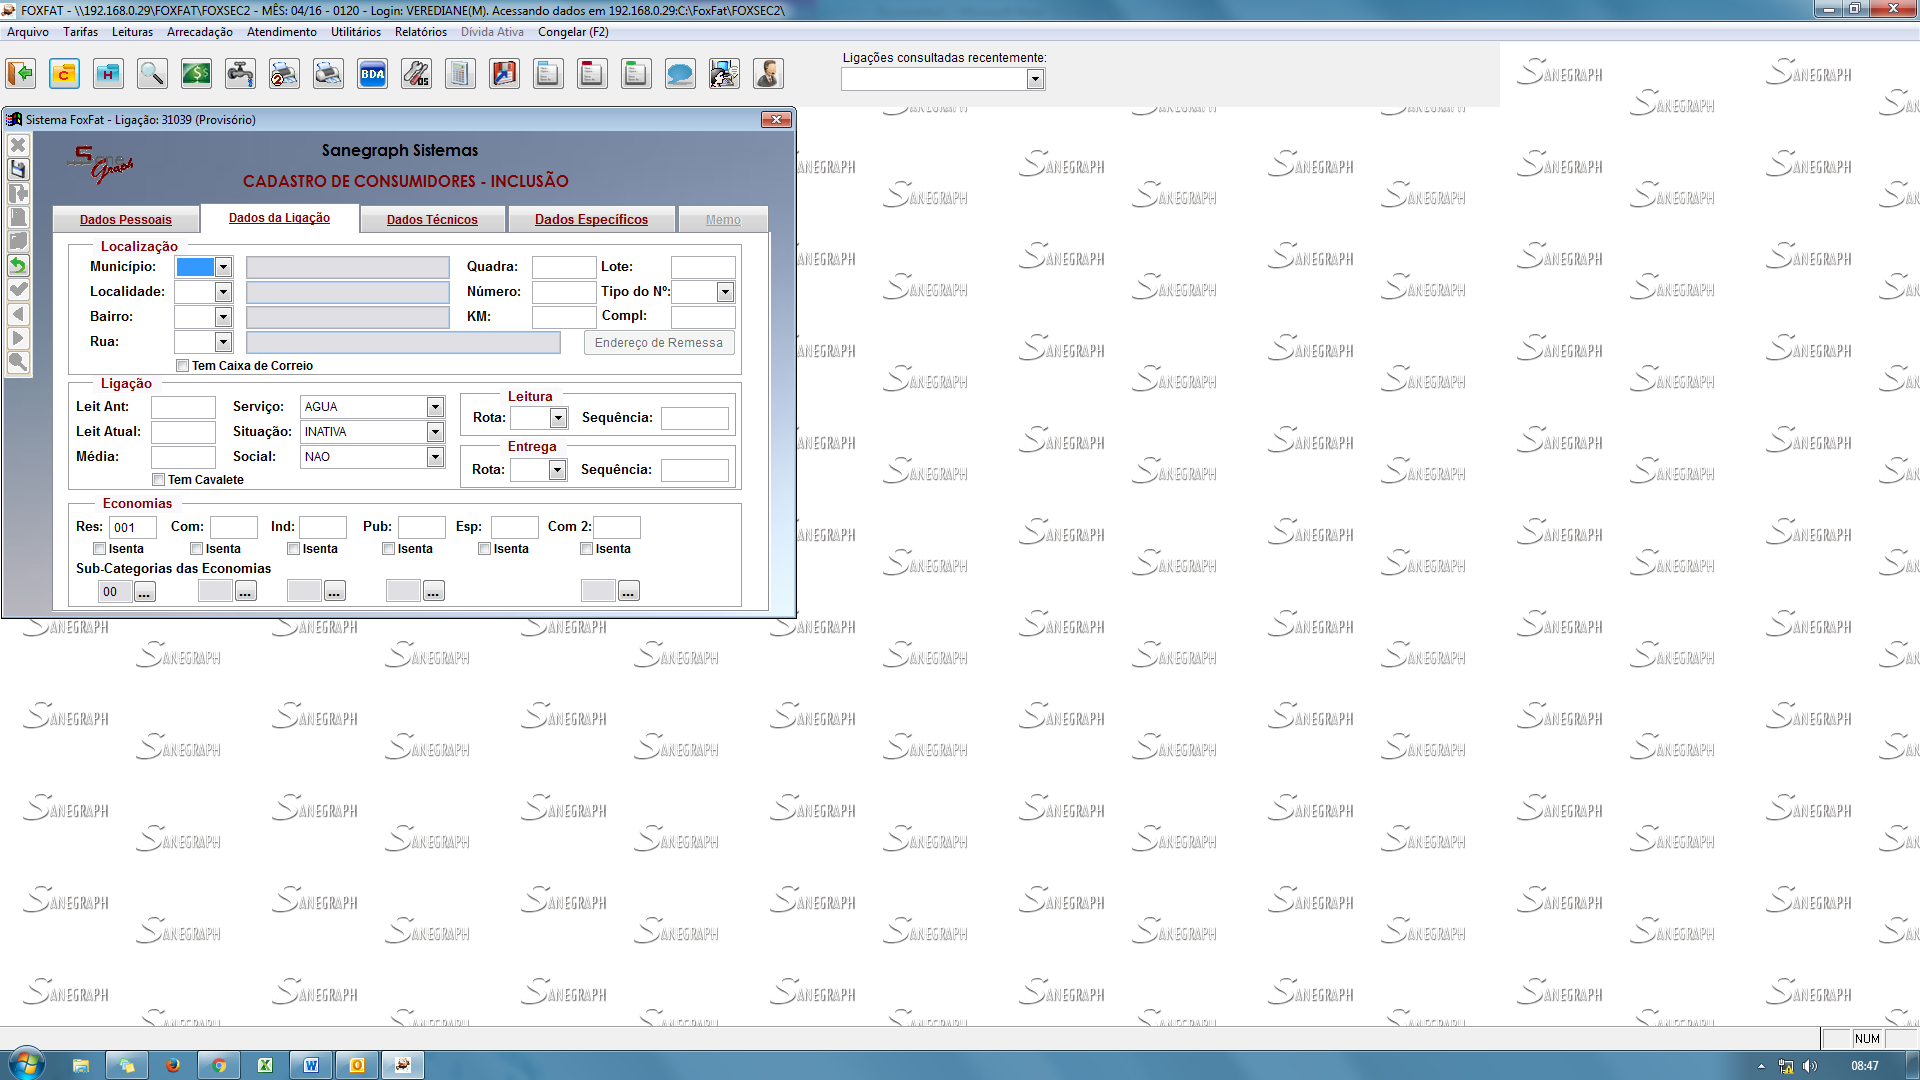 FOXFAT - \\192.168.0.29\FOXFAT\FOXSEC2 - MÊS: 04/16 - 0120 - Login: VEREDIANE(M). Acessando dados em 192.168.0.29:C:\FoxFat\FOXSEC2\
Arquivo Tarifas Leituras Arrecadação Atendimento Utilitários Relatórios Dívida Ativa Congelar (F2)
Ligações consultadas recentemente:
C H BDA 2 OS
Sistema FoxFat - Ligação: 31039 (Provisório)
Sanegraph Sistemas
CADASTRO DE CONSUMIDORES - INCLUSÃO
Dados Pessoais Dados da Ligação Dados Técnicos Dados Específicos Memo
Localização
Município: Quadra: Lote:
Localidade: Número: Tipo do Nº:
Bairro: KM: Compl:
Rua: Endereço de Remessa
Tem Caixa de Correio
Ligação
Leit Ant: Serviço: AGUA
Leit Atual: Situação: INATIVA
Média: Social: NAO
Tem Cavalete
Leitura
Rota: Sequência:
Entrega
Rota: Sequência:
Economias
Res: 001 Com: Ind: Pub: Esp: Com 2:
Isenta Isenta Isenta Isenta Isenta Isenta
Sub-Categorias das Economias
00 ... ... ... ... ...
SANEGRAPH
NUM
08:47